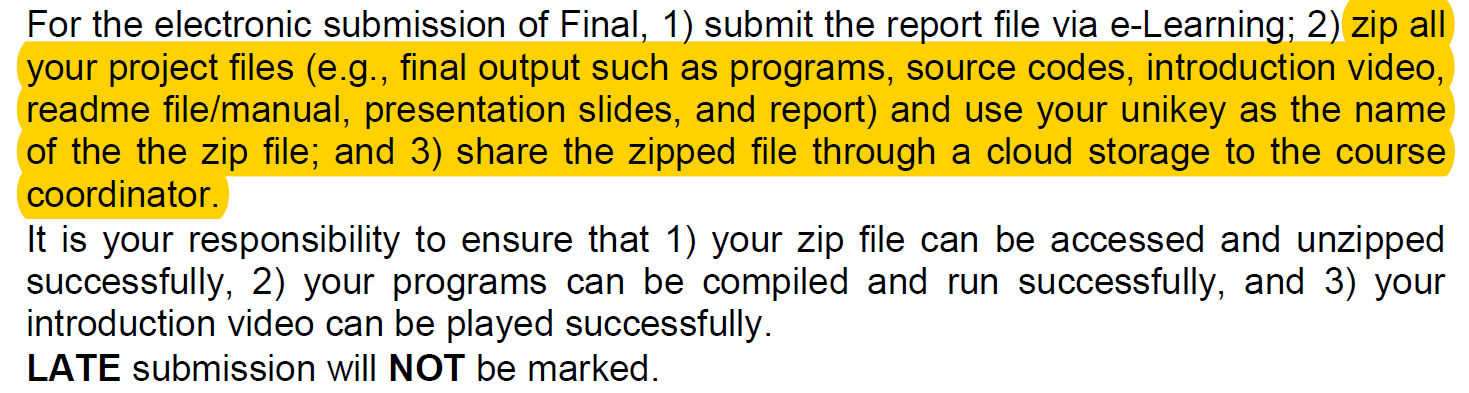 For the electronic submission of Final, 1) submit the report file via e-Learning; 2) zip all
your project files (e.g., final output such as programs, source codes, introduction video,
readme file/manual, presentation slides, and report) and use your unikey as the name
of the the zip file; and 3) share the zipped file through a cloud storage to the course
coordinator.
It is your responsibility to ensure that 1) your zip file can be accessed and unzipped
successfully, 2) your programs can be compiled and run successfully, and 3) your
introduction video can be played successfully.
LATE submission will NOT be marked.